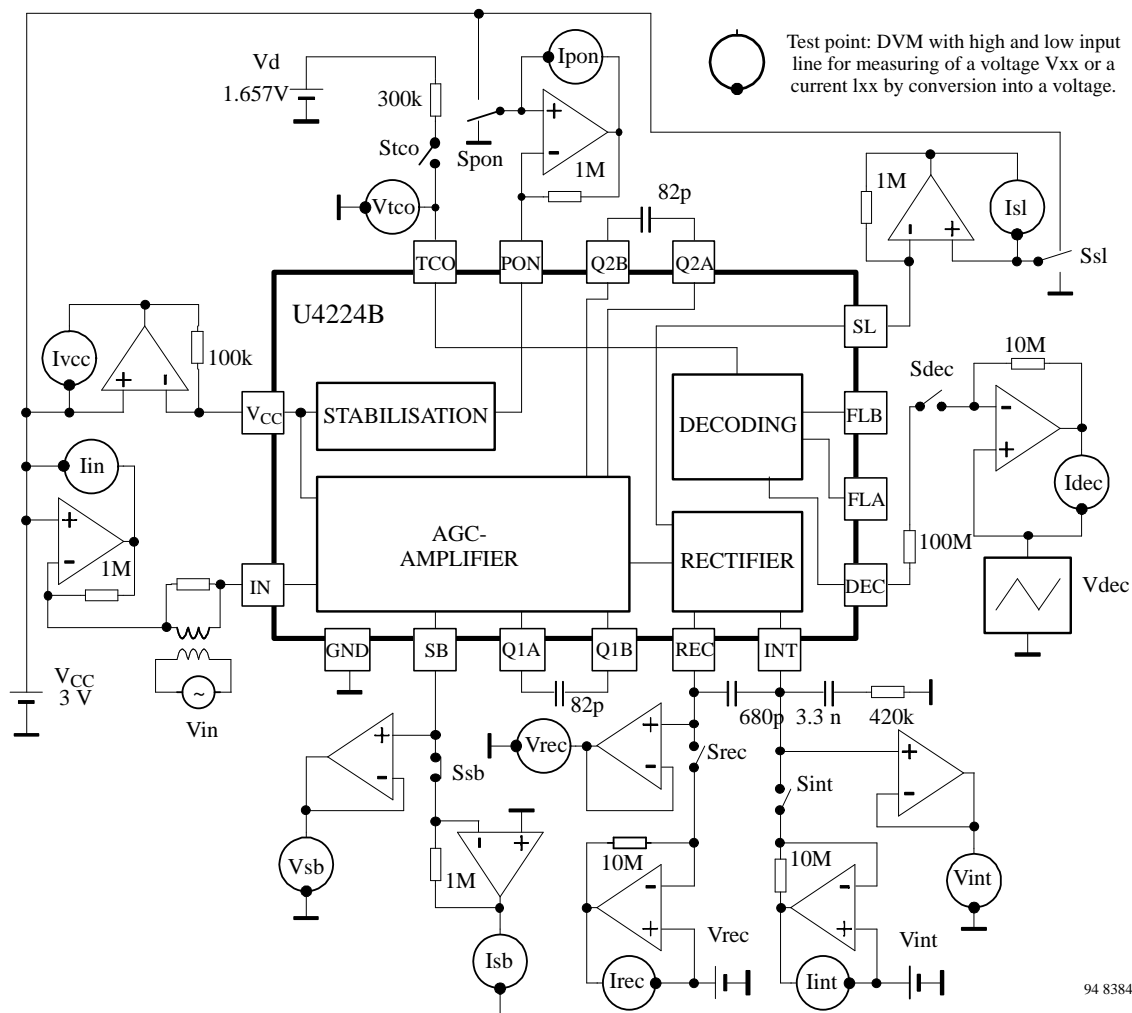 Test point: DVM with high and low input
line for measuring of a voltage Vxx or a
current Ixx by conversion into a voltage.
Vd
1.657V
300k
Stco
Vtco
Spon
Ipon
+
-
1M
82p
1M
Isl
-
+
Ssl
TCO
PON
Q2B
Q2A
U4224B
SL
Ivcc
+
-
100k
VCC
STABILISATION
DECODING
FLB
Sdec
10M
-
+
Idec
Iin
+
-
1M
AGC-
AMPLIFIER
RECTIFIER
FLA
100M
IN
DEC
Vdec
GND
SB
Q1A
Q1B
REC
INT
VCC
3 V
~
Vin
82p
680p
3.3 n
420k
+
-
Ssb
Vrec
+
-
Srec
Sint
+
-
Vsb
1M
-
+
10M
-
+
10M
-
+
Vint
Isb
Irec
Vrec
Iint
Vint
94 8384